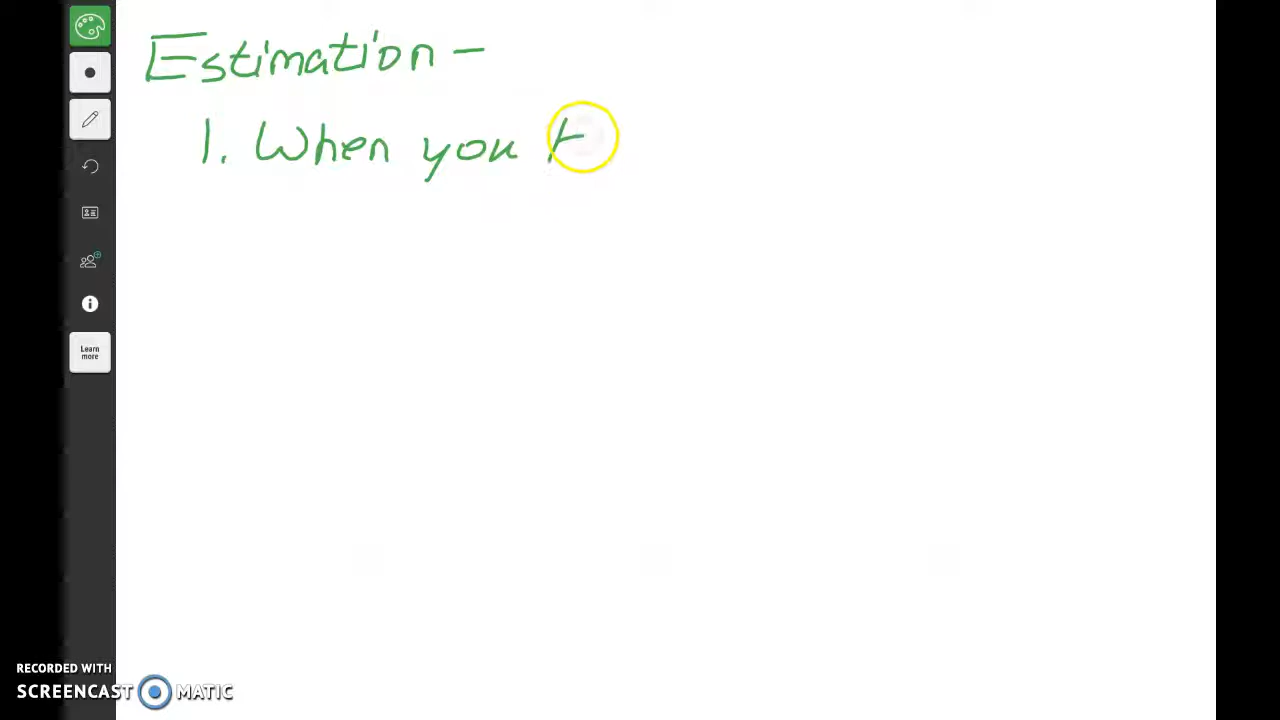 Estimation -
1. When you
Learn
more
RECORDED WITH
SCREENCAST MATIC